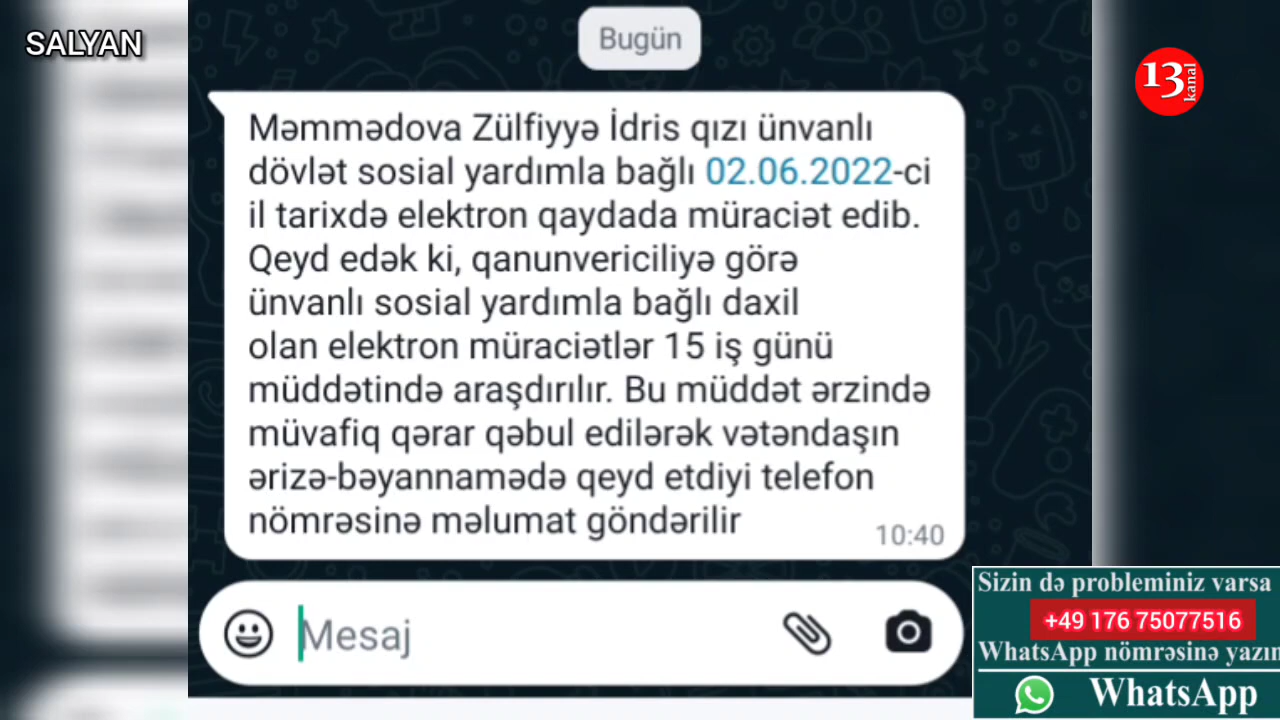 SALYAN
Bugün
13 kanal
Məmmədova Zülfiyyə İdris qızı ünvanlı
dövlət sosial yardımla bağlı 02.06.2022-ci
il tarixdə elektron qaydada müraciət edib.
Qeyd edək ki, qanunvericiliyə görə
ünvanlı sosial yardımla bağlı daxil
olan elektron müraciətlər 15 iş günü
müddətində araşdırılır. Bu müddət ərzində
müvafiq qərar qəbul edilərək vətəndaşın
ərizə-bəyannamədə qeyd etdiyi telefon
nömrəsinə məlumat göndərilir
10:40
Mesaj
Sizin də probleminiz varsa
+49 176 75077516
WhatsApp nömrəsinə yazın
WhatsApp